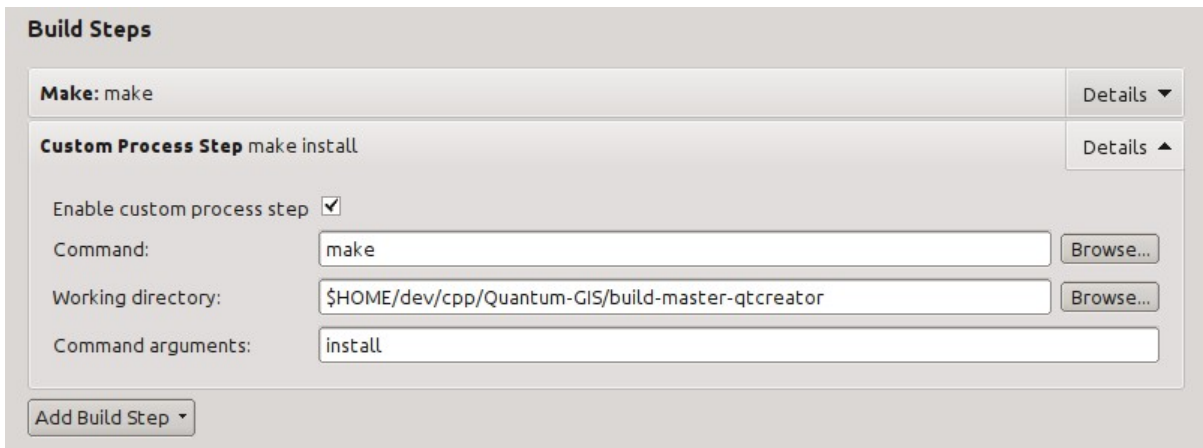 Build Steps
Make: make Details
Custom Process Step make install Details
Enable custom process step
Command: make Browse...
Working directory: $HOME/dev/cpp/Quantum-GIS/build-master-qtcreator Browse...
Command arguments: install
Add Build Step